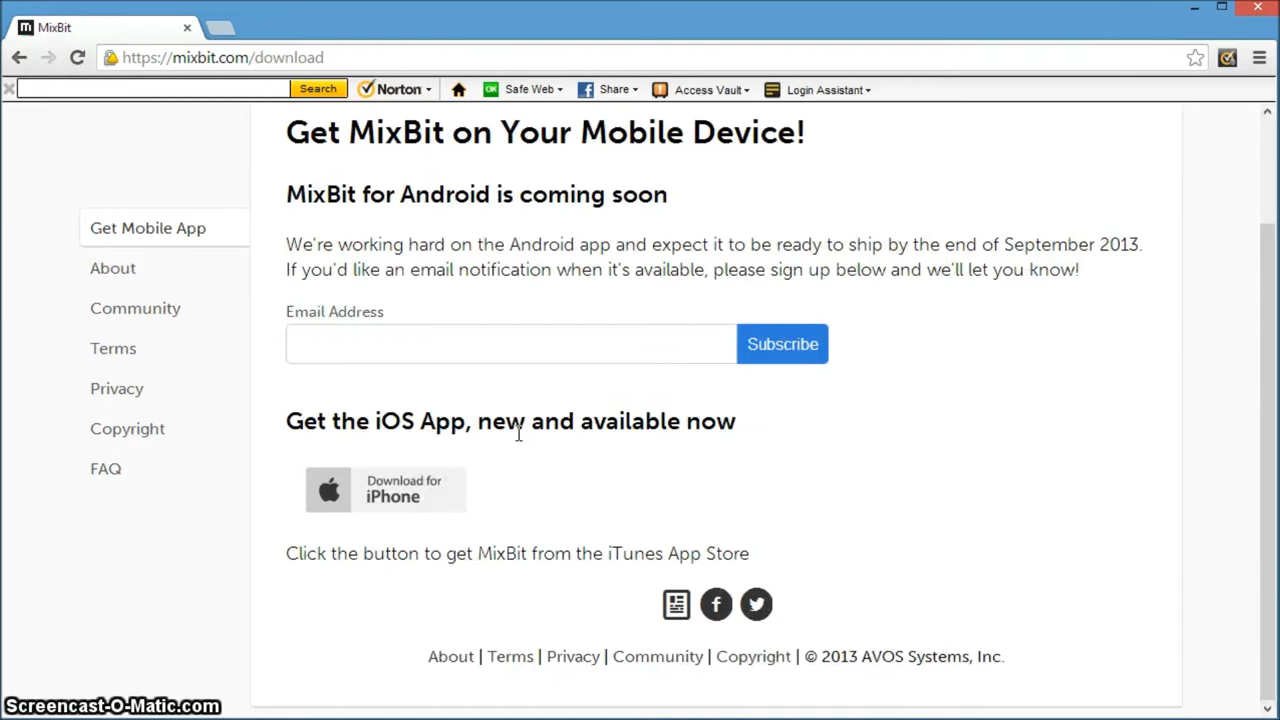 MixBit
https://mixbit.com/download
Search
Norton
Safe Web
Share
Access Vault
Login Assistant
Get MixBit on Your Mobile Device!
MixBit for Android is coming soon
We're working hard on the Android app and expect it to be ready to ship by the end of September 2013.
If you'd like an email notification when it's available, please sign up below and we'll let you know!
Email Address
Subscribe
Get the iOS App, new and available now
Download for
iPhone
Click the button to get MixBit from the iTunes App Store
Get Mobile App
About
Community
Terms
Privacy
Copyright
FAQ
About | Terms | Privacy | Community | Copyright | © 2013 AVOS Systems, Inc.
Screencast-O-Matic.com